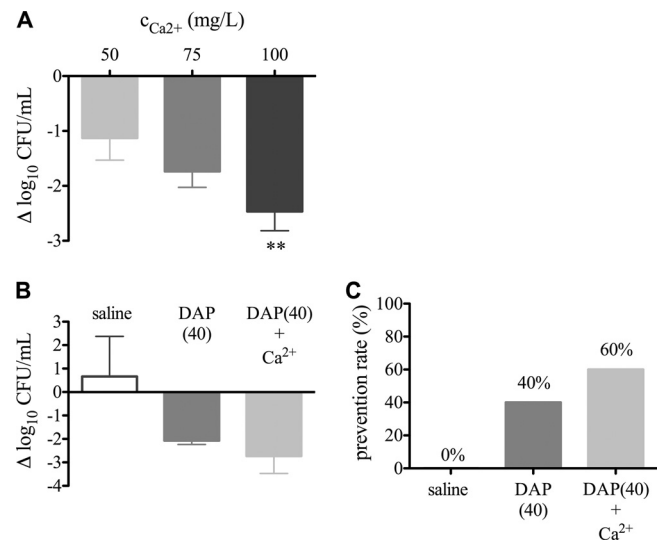 A
c_Ca2+ (mg/L)
50 75 100
0
-1
-2
-3
Δ log10 CFU/mL
**
B
saline DAP (40) DAP(40) + Ca2+
3
2
1
0
-1
-2
-3
-4
Δ log10 CFU/mL
C
100
80
60
40
20
0
prevention rate (%)
0% 40% 60%
saline DAP (40) DAP(40) + Ca2+